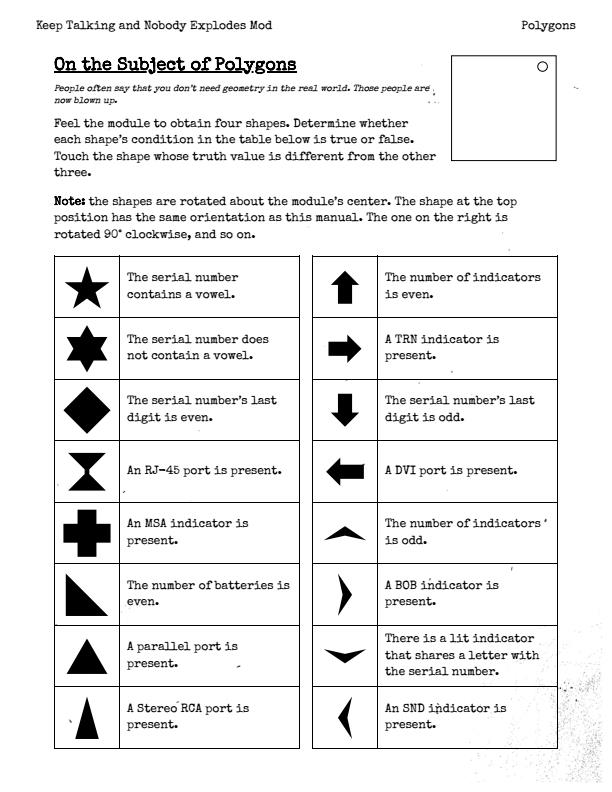 Keep Talking and Nobody Explodes Mod
Polygons
On the Subject of Polygons
People often say that you don't need geometry in the real world. Those people are
now blown up.
Feel the module to obtain four shapes. Determine whether
each shape's condition in the table below is true or false.
Touch the shape whose truth value is different from the other
three.
Note: the shapes are rotated about the module's center. The shape at the top
position has the same orientation as this manual. The one on the right is
rotated 90° clockwise, and so on.
The serial number
contains a vowel.
The serial number does
not contain a vowel.
The serial number's last
digit is even.
An RJ-45 port is present.
An MSA indicator is
present.
The number of batteries is
even.
A parallel port is
present.
A Stereo RCA port is
present.
The number of indicators
is even.
A TRN indicator is
present.
The serial number's last
digit is odd.
A DVI port is present.
The number of indicators
is odd.
A BOB indicator is
present.
There is a lit indicator
that shares a letter with
the serial number.
An SND indicator is
present.